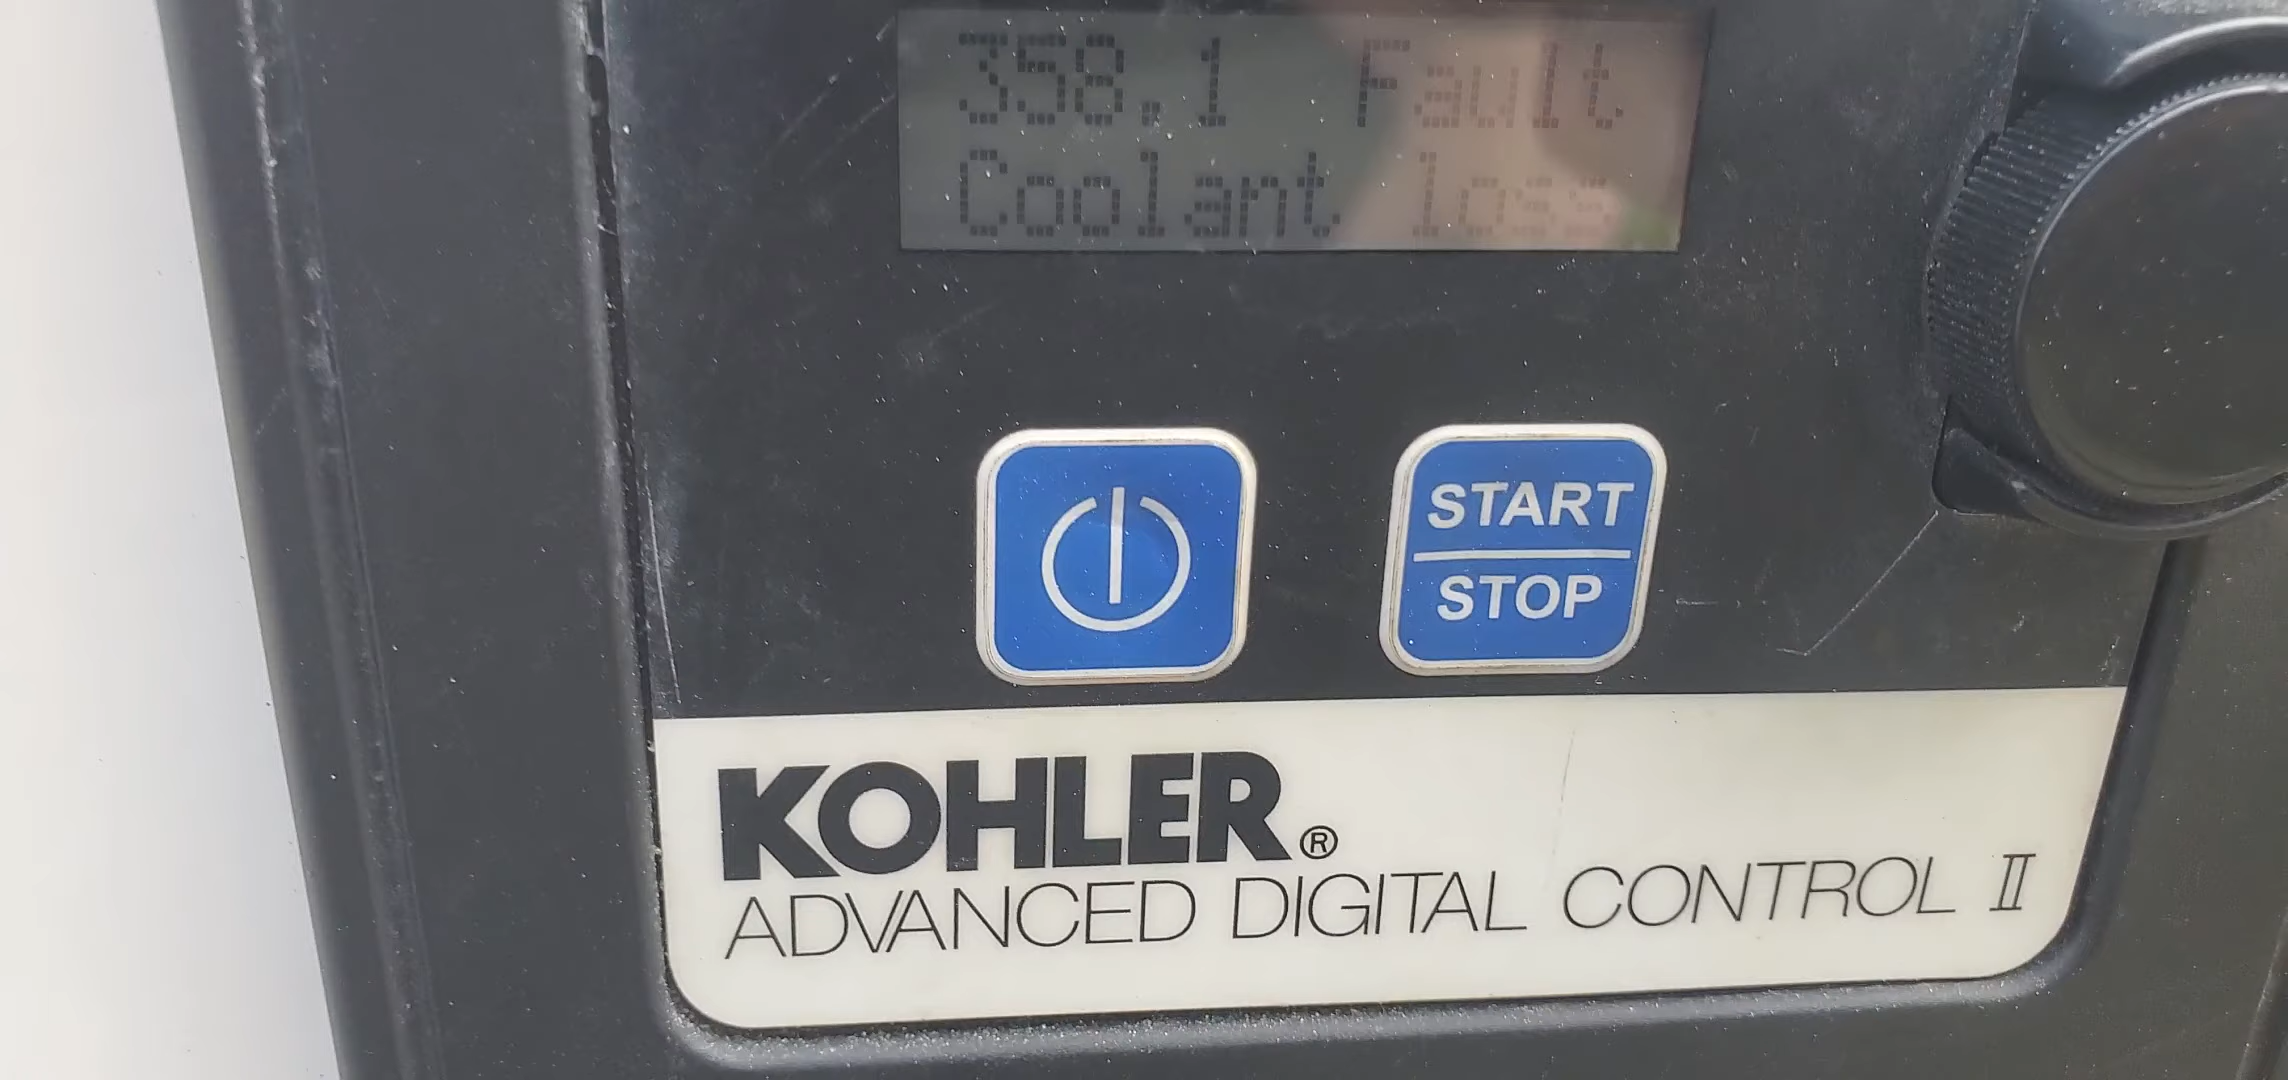 358.1 Fault
Coolant loss
START
STOP
KOHLER®
ADVANCED DIGITAL CONTROL II